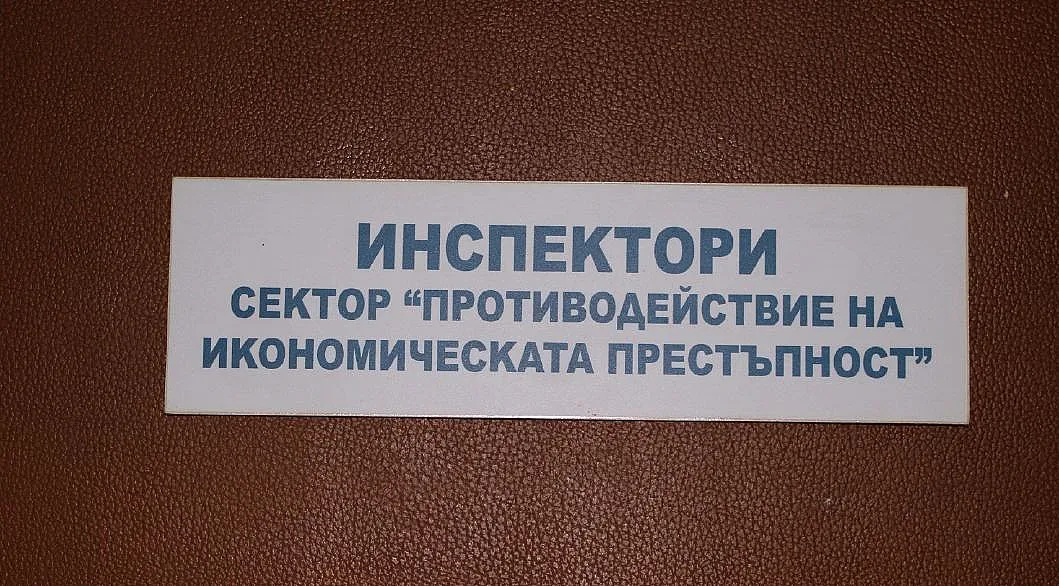 ИНСПЕКТОРИ
СЕКТОР “ПРОТИВОДЕЙСТВИЕ НА
ИКОНОМИЧЕСКАТА ПРЕСТЪПНОСТ”